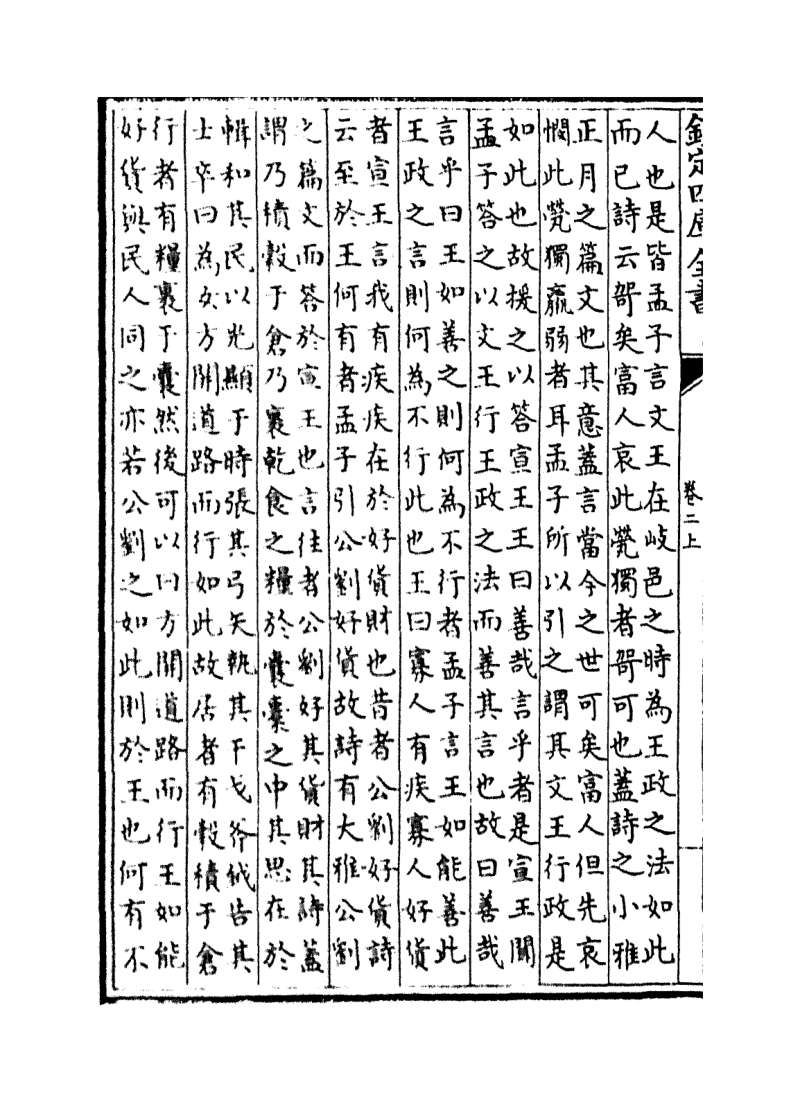 欽定四庫全書
卷二上
人也是皆孟子言文王在岐邑之時為王政之法如此
而已詩云哿矣富人哀此煢獨者哿可也蓋詩之小雅
正月之篇文也其意蓋言當今之世可矣富人但先哀
憫此煢獨羸弱者耳孟子所以引之謂其文王行政是
如此也故援之以答宣王王曰善哉言乎者是宣王聞
孟子答之以文王行王政之法而善其言也故曰善哉
言乎曰王如善之則何為不行者孟子言王如能善此
王政之言則何為不行此也王曰寡人有疾寡人好貨
者宣王言我有疾疾在於好貨財也昔者公劉好貨詩
云至於王何有者孟子引公劉好貨故詩有大雅公劉
之篇文而答於宣王也言往者公劉好其貨財其詩蓋
謂乃積穀于倉乃裹乾食之糧於橐囊之中其思在於
輯和其民以光顯于時張其弓矢執其干戈斧鉞告其
士卒曰為女方開道路而行如此故居者有穀積于倉
行者有糧裹于囊然後可以曰方開道路而行王如能
好貨與民人同之亦若公劉之如此則於王也何有不